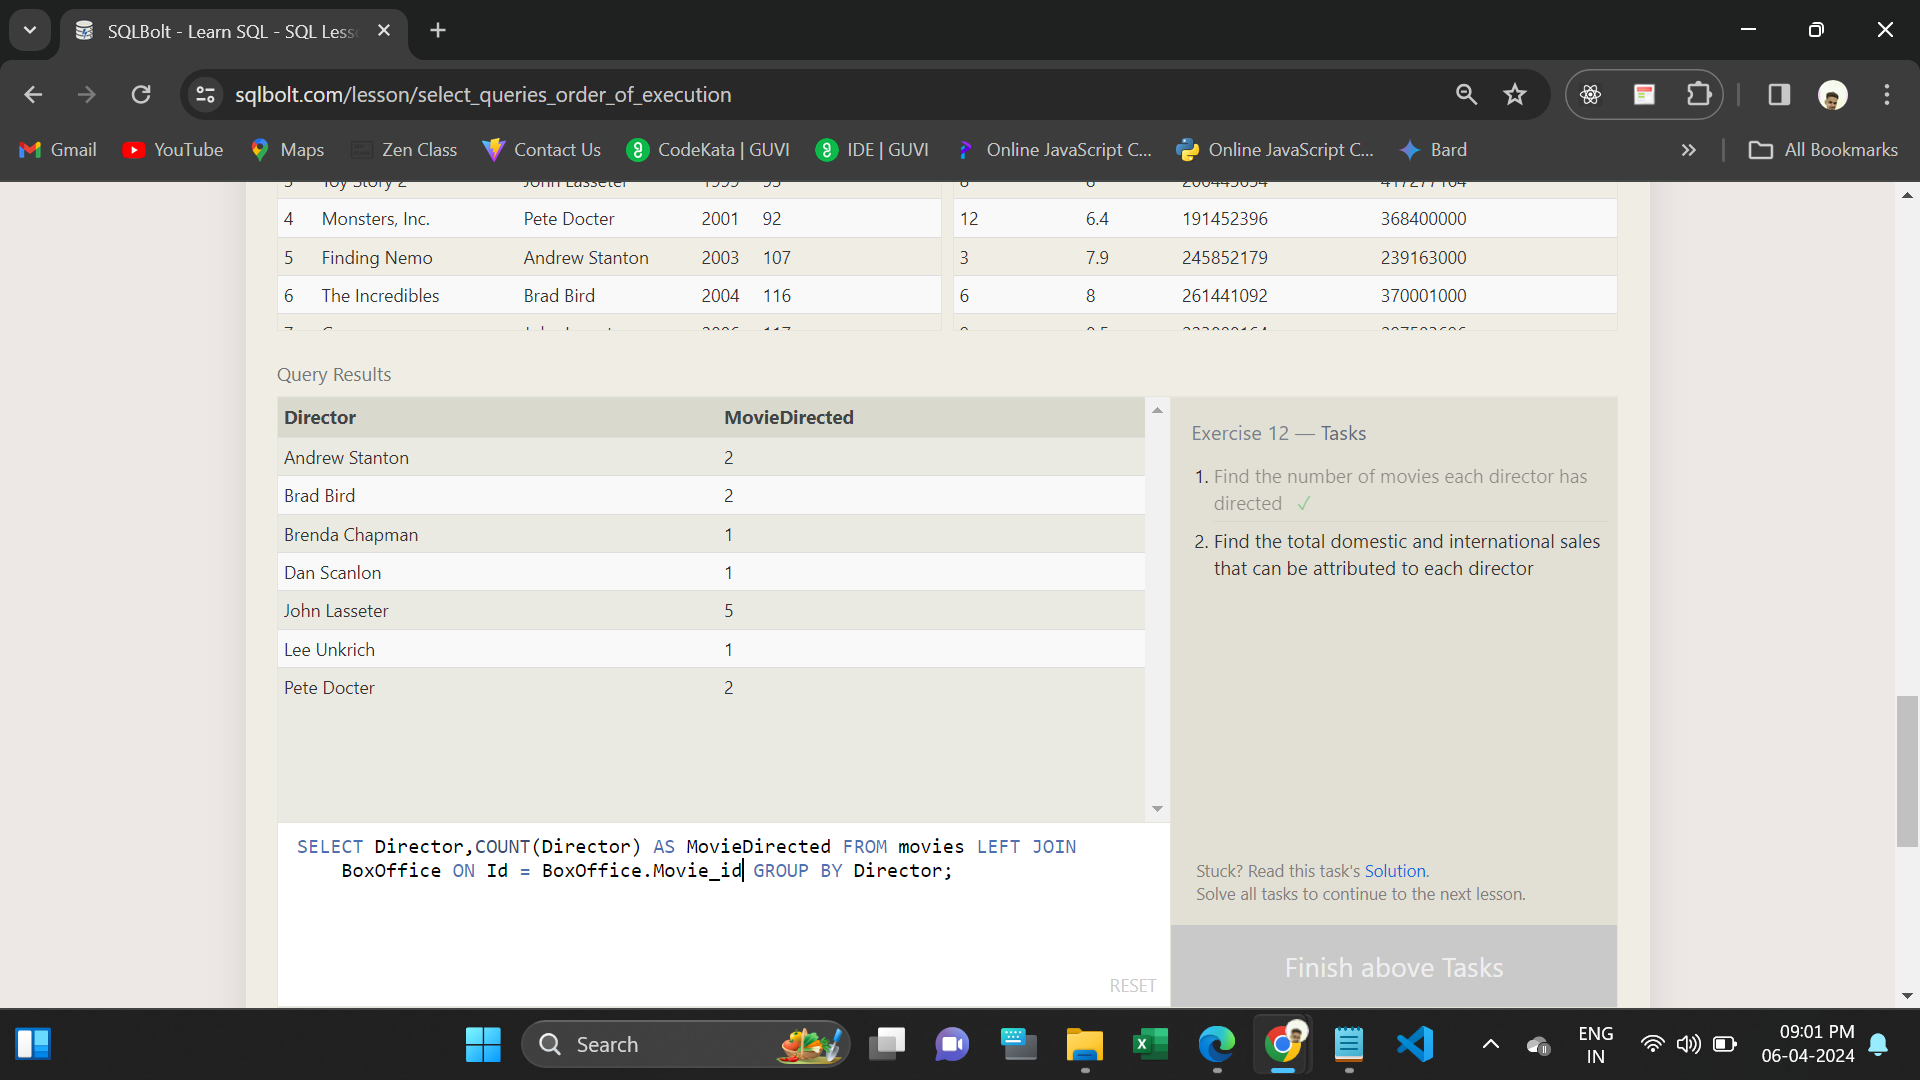 SQLBolt - Learn SQL - SQL Less
sqlbolt.com/lesson/select_queries_order_of_execution
Gmail YouTube Maps Zen Class Contact Us CodeKata | GUVI IDE | GUVI Online JavaScript C... Online JavaScript C... Bard All Bookmarks
3 Toy Story 2 John Lasseter 1999 93
4 Monsters, Inc. Pete Docter 2001 92
5 Finding Nemo Andrew Stanton 2003 107
6 The Incredibles Brad Bird 2004 116
12 6.4 191452396 368400000
3 7.9 245852179 239163000
6 8 261441092 370001000
Query Results
Director MovieDirected
Andrew Stanton 2
Brad Bird 2
Brenda Chapman 1
Dan Scanlon 1
John Lasseter 5
Lee Unkrich 1
Pete Docter 2
Exercise 12 — Tasks
1. Find the number of movies each director has
directed ✓
2. Find the total domestic and international sales
that can be attributed to each director
SELECT Director,COUNT(Director) AS MovieDirected FROM movies LEFT JOIN
BoxOffice ON Id = BoxOffice.Movie_id GROUP BY Director;
RESET
Stuck? Read this task's Solution.
Solve all tasks to continue to the next lesson.
Finish above Tasks
Search
ENG
IN
09:01 PM
06-04-2024